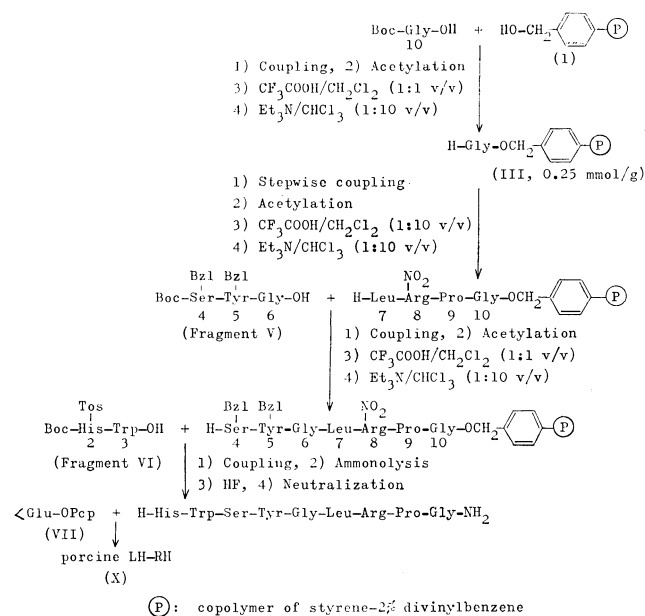 Boc-Gly-OH + HO-CH2-P
10 (I)
1) Coupling, 2) Acetylation
3) CF3COOH/CH2Cl2 (1:1 v/v)
4) Et3N/CHCl3 (1:10 v/v)
H-Gly-OCH2-P
(III, 0.25 mmol/g)
1) Stepwise coupling
2) Acetylation
3) CF3COOH/CH2Cl2 (1:10 v/v)
4) Et3N/CHCl3 (1:10 v/v)
Bzl Bzl NO2
Boc-Ser-Tyr-Gly-OH + H-Leu-Arg-Pro-Gly-OCH2-P
4 5 6 7 8 9 10
(Fragment V)
1) Coupling, 2) Acetylation
3) CF3COOH/CH2Cl2 (1:1 v/v)
4) Et3N/CHCl3 (1:10 v/v)
Tos Bzl Bzl NO2
Boc-His-Trp-OH + H-Ser-Tyr-Gly-Leu-Arg-Pro-Gly-OCH2-P
2 3 4 5 6 7 8 9 10
(Fragment VI)
1) Coupling, 2) Ammonolysis
3) HF, 4) Neutralization
<Glu-OPcp + H-His-Trp-Ser-Tyr-Gly-Leu-Arg-Pro-Gly-NH2
(VII)
porcine LH-RH
(X)
P: copolymer of styrene-2% divinylbenzene